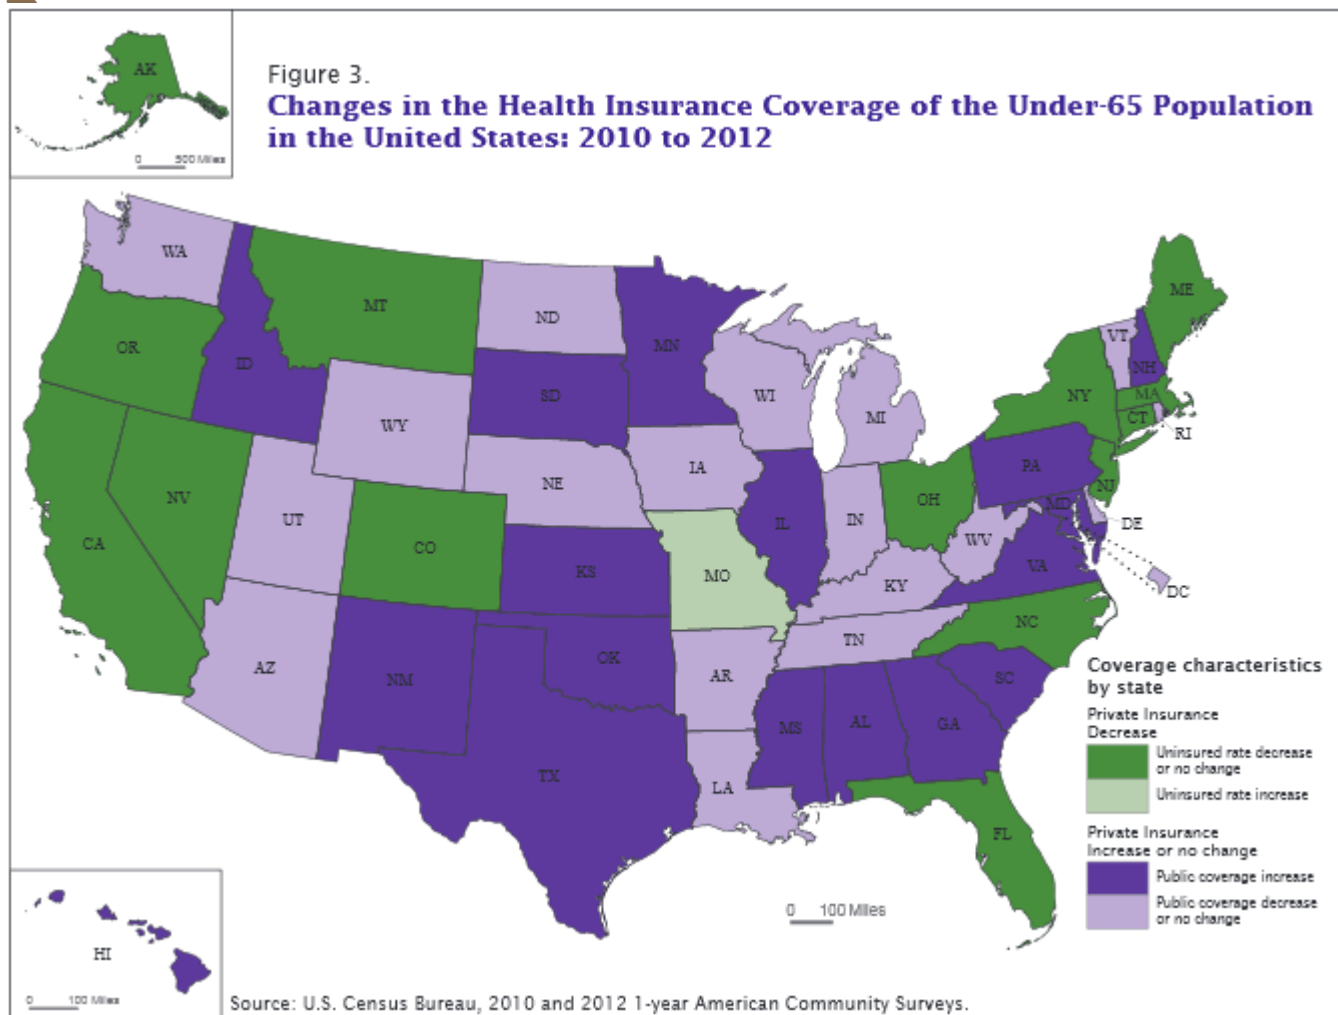 AK
0 500 Miles
Figure 3.
Changes in the Health Insurance Coverage of the Under-65 Population
in the United States: 2010 to 2012
WA
MT
ND
MN
ME
OR
ID
SD
WI
MI
VT
NH
NY
MA
CT
RI
WY
IA
NE
PA
NJ
NV
UT
CO
IL
IN
OH
MD
DE
WV
VA
DC
CA
KS
MO
KY
NC
TN
AZ
NM
OK
AR
SC
MS
AL
GA
TX
LA
FL
Coverage characteristics
by state
Private Insurance
Decrease
Uninsured rate decrease
or no change
Uninsured rate increase
Private Insurance
Increase or no change
Public coverage increase
Public coverage decrease
or no change
0 100 Miles
HI
0 100 Miles
Source: U.S. Census Bureau, 2010 and 2012 1-year American Community Surveys.